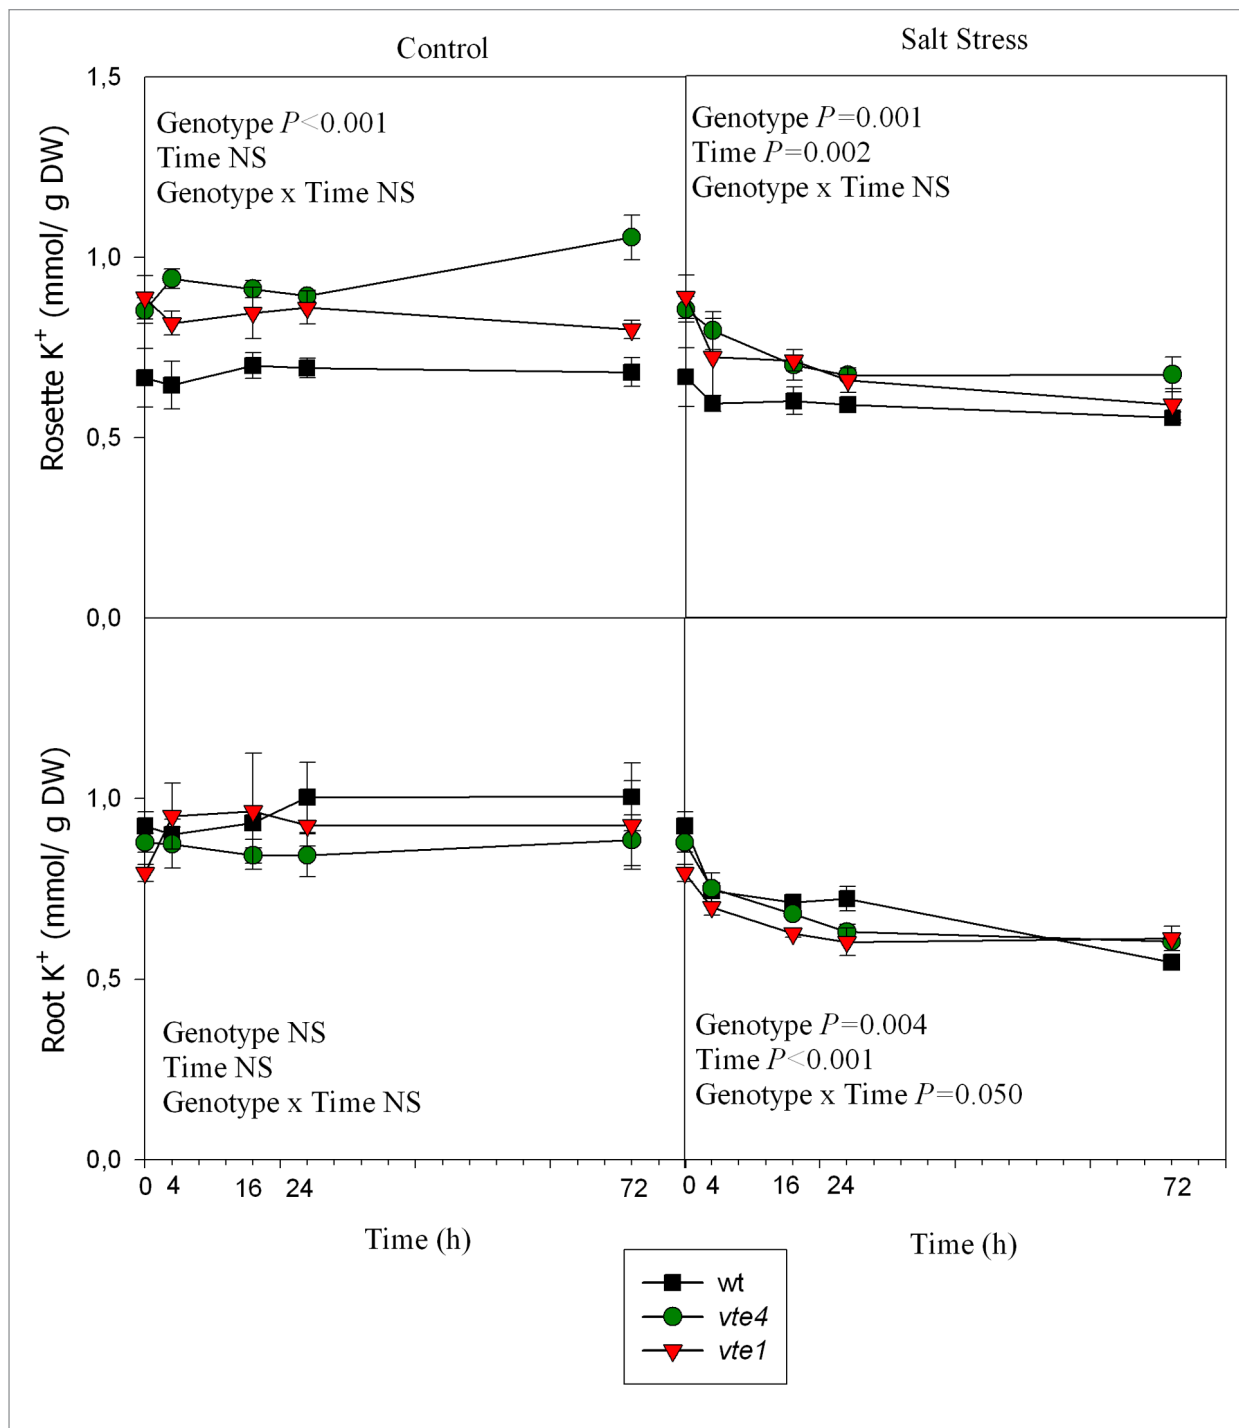 Control
Salt Stress
Rosette K+ (mmol/ g DW)
1,5
1,0
0,5
0,0
Genotype P<0.001
Time NS
Genotype x Time NS
Genotype P=0.001
Time P=0.002
Genotype x Time NS
Root K+ (mmol/ g DW)
1,0
0,5
0,0
Genotype NS
Time NS
Genotype x Time NS
Genotype P=0.004
Time P<0.001
Genotype x Time P=0.050
0 4 16 24 72
0 4 16 24 72
Time (h)
Time (h)
wt
vte4
vte1